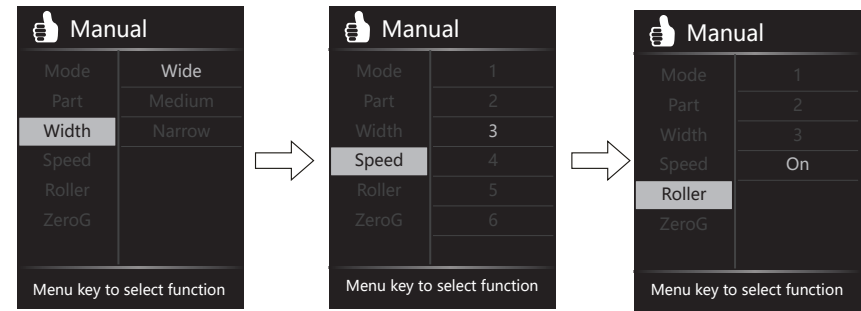 Manual
Mode
Part
Width
Speed
Roller
ZeroG
Wide
Medium
Narrow
Menu key to select function
Manual
Mode
Part
Width
Speed
Roller
ZeroG
1
2
3
4
5
6
Menu key to select function
Manual
Mode
Part
Width
Speed
Roller
ZeroG
1
2
3
On
Menu key to select function